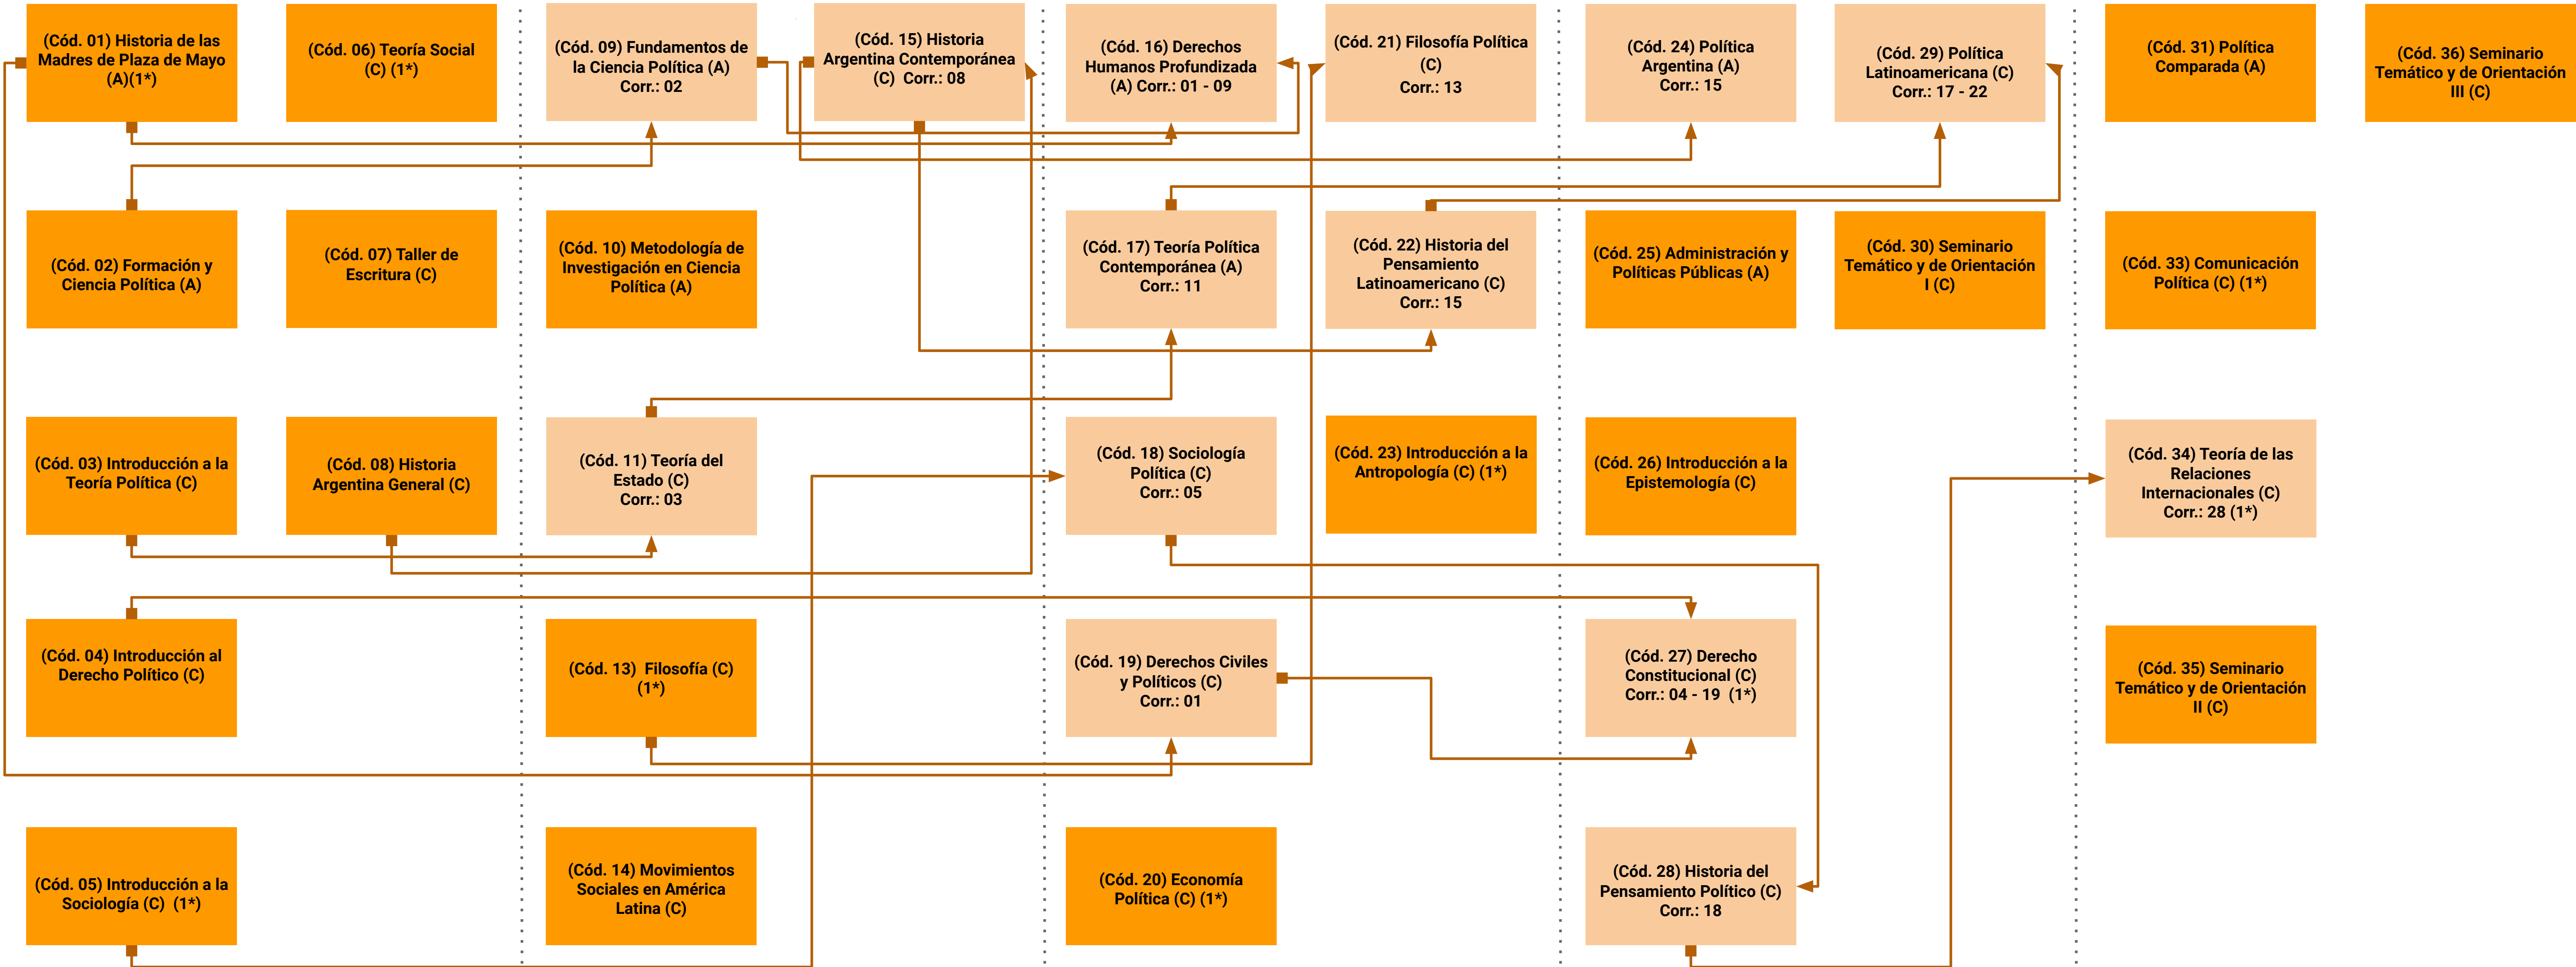 (Cód. 01) Historia de las
Madres de Plaza de Mayo
(A)(1*)
(Cód. 06) Teoría Social
(C) (1*)
(Cód. 09) Fundamentos de
la Ciencia Política (A)
Corr.: 02
(Cód. 15) Historia
Argentina Contemporánea
(C) Corr.: 08
(Cód. 16) Derechos
Humanos Profundizada
(A) Corr.: 01 - 09
(Cód. 21) Filosofía Política
(C)
Corr.: 13
(Cód. 24) Política
Argentina (A)
Corr.: 15
(Cód. 29) Política
Latinoamericana (C)
Corr.: 17 - 22
(Cód. 31) Política
Comparada (A)
(Cód. 36) Seminario
Temático y de Orientación
III (C)
(Cód. 02) Formación y
Ciencia Política (A)
(Cód. 07) Taller de
Escritura (C)
(Cód. 10) Metodología de
Investigación en Ciencia
Política (A)
(Cód. 17) Teoría Política
Contemporánea (A)
Corr.: 11
(Cód. 22) Historia del
Pensamiento
Latinoamericano (C)
Corr.: 15
(Cód. 25) Administración y
Políticas Públicas (A)
(Cód. 30) Seminario
Temático y de Orientación
I (C)
(Cód. 33) Comunicación
Política (C) (1*)
(Cód. 03) Introducción a la
Teoría Política (C)
(Cód. 08) Historia
Argentina General (C)
(Cód. 11) Teoría del
Estado (C)
Corr.: 03
(Cód. 18) Sociología
Política (C)
Corr.: 05
(Cód. 23) Introducción a la
Antropología (C) (1*)
(Cód. 26) Introducción a la
Epistemología (C)
(Cód. 34) Teoría de las
Relaciones
Internacionales (C)
Corr.: 28 (1*)
(Cód. 04) Introducción al
Derecho Político (C)
(Cód. 13) Filosofía (C)
(1*)
(Cód. 19) Derechos Civiles
y Políticos (C)
Corr.: 01
(Cód. 27) Derecho
Constitucional (C)
Corr.: 04 - 19 (1*)
(Cód. 35) Seminario
Temático y de Orientación
II (C)
(Cód. 05) Introducción a la
Sociología (C) (1*)
(Cód. 14) Movimientos
Sociales en América
Latina (C)
(Cód. 20) Economía
Política (C) (1*)
(Cód. 28) Historia del
Pensamiento Político (C)
Corr.: 18